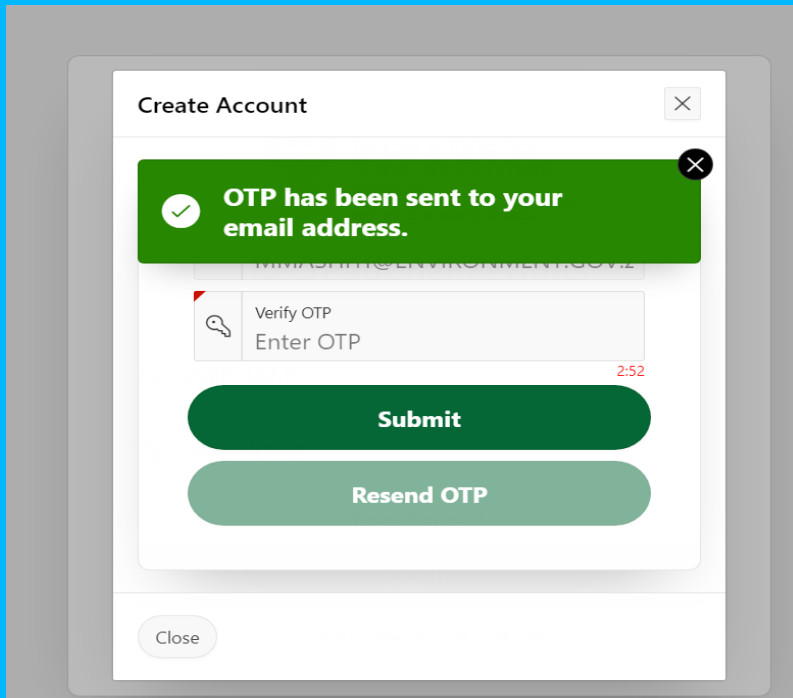 Create Account
OTP has been sent to your
email address.
Verify OTP
Enter OTP
2:52
Submit
Resend OTP
Close